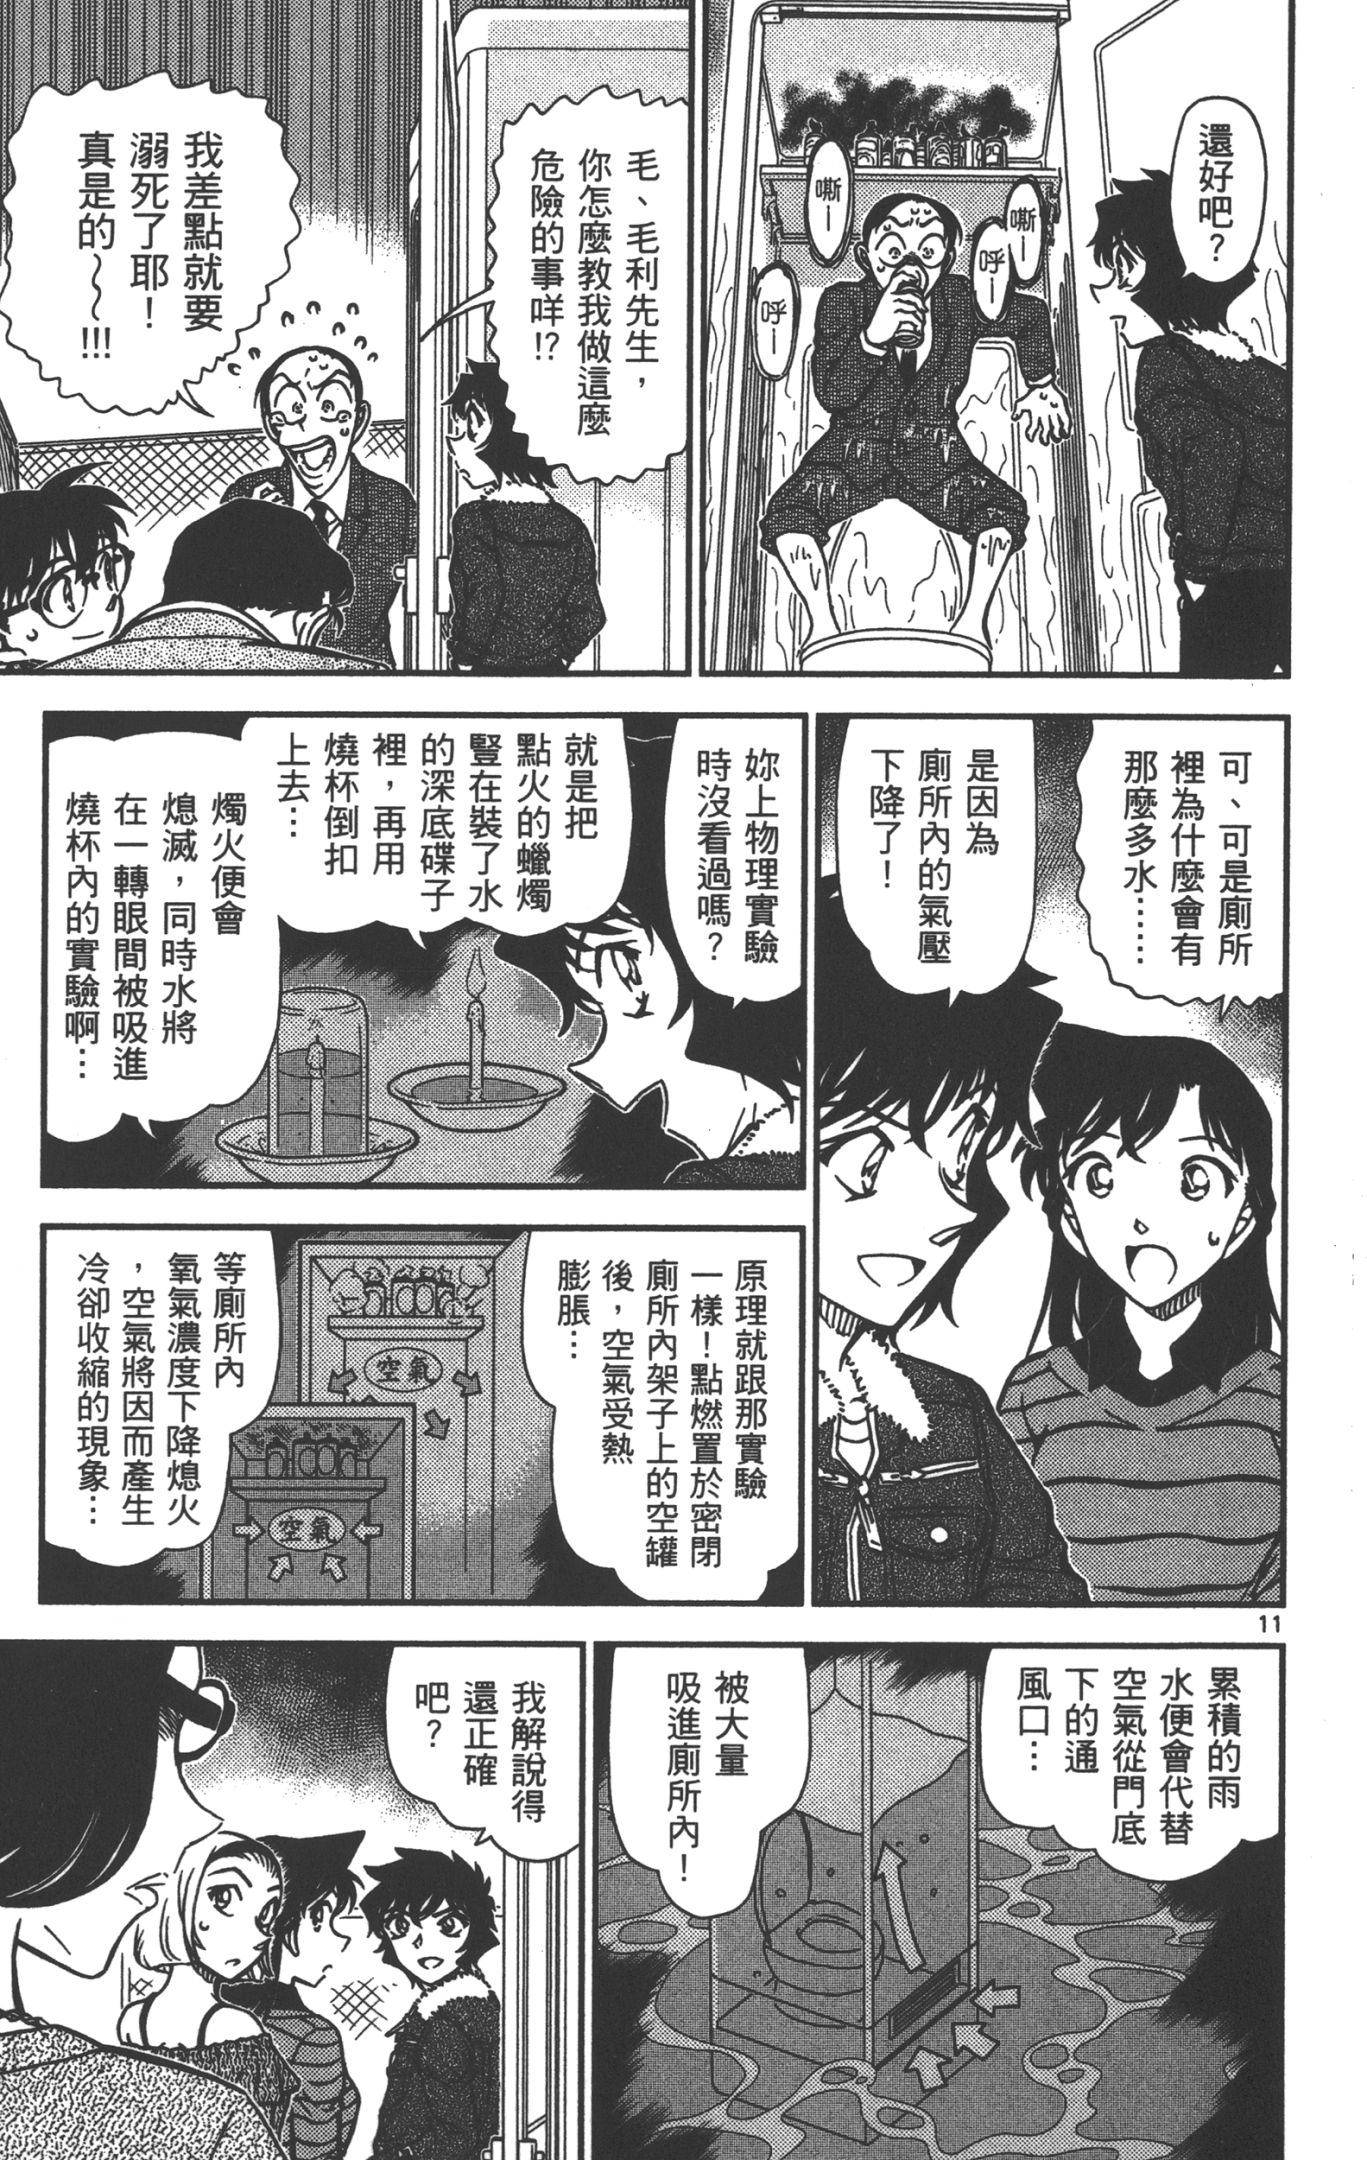 還好吧?
嘶—
嘶—
呼—
呼—
毛、毛利先生，
你怎麼教我做這麼
危險的事咩!?
我差點就要
溺死了耶!
真是的~~!!!
可、可是廁所
裡為什麼會有
那麼多水……
是因為
廁所內的氣壓
下降了!
妳上物理實驗
時沒看過嗎?
就是把
點火的蠟燭
豎在裝了水
的深底碟子
裡，再用
燒杯倒扣
上去…
燭火便會
熄滅，同時水將
在一轉眼間被吸進
燒杯內的實驗啊…
原理就跟那實驗
一樣!點燃置於密閉
廁所內架子上的空罐
後，空氣受熱
膨脹…
空氣
空氣
等廁所內
氧氣濃度下降熄火
，空氣將因而產生
冷卻收縮的現象…
11
累積的雨
水便會代替
空氣從門底
下的通
風口…
被大量
吸進廁所內!
我解說得
還正確
吧?